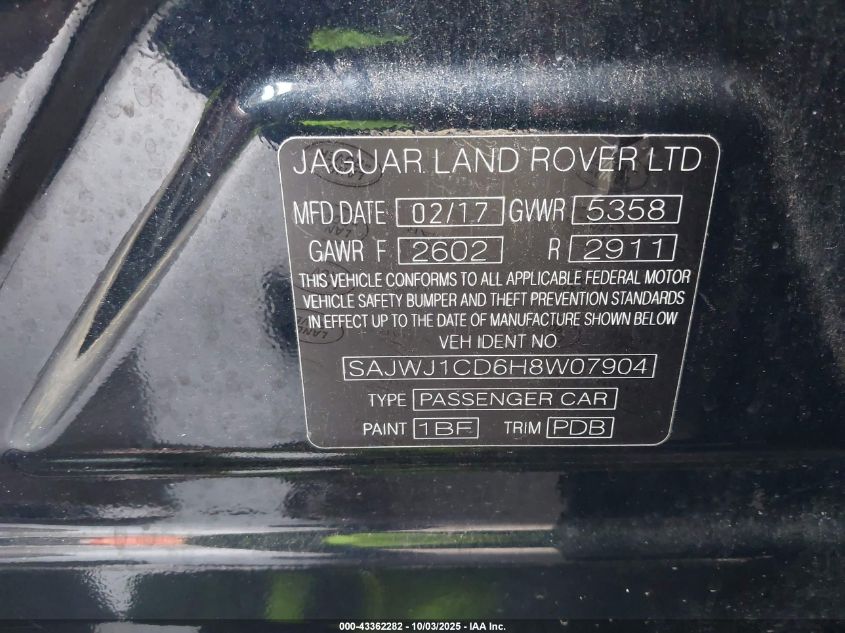 JAGUAR LAND ROVER LTD
MFD DATE 02/17 GVWR 5358
GAWR F 2602 R 2911
THIS VEHICLE CONFORMS TO ALL APPLICABLE FEDERAL MOTOR
VEHICLE SAFETY BUMPER AND THEFT PREVENTION STANDARDS
IN EFFECT UP TO THE DATE OF MANUFACTURE SHOWN BELOW
VEH IDENT NO
SAJWJ1CD6H8W07904
TYPE PASSENGER CAR
PAINT 1BF TRIM PDB
000-43362282 - 10/03/2025 - IAA Inc.